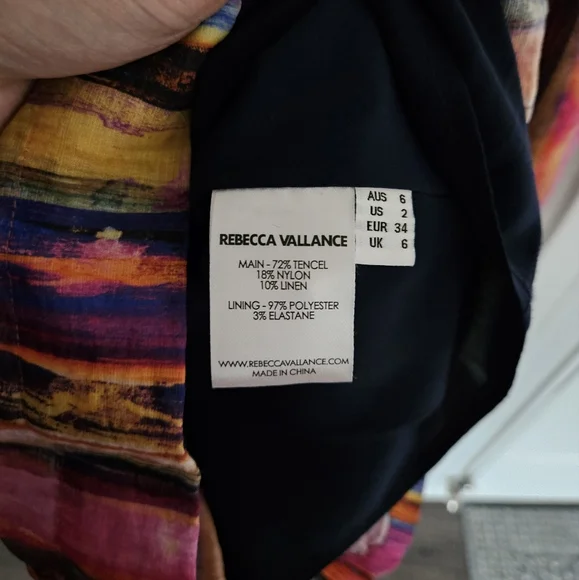 REBECCA VALLANCE
MAIN - 72% TENCEL
18% NYLON
10% LINEN
LINING - 97% POLYESTER
3% ELASTANE
WWW.REBECCAVALLANCE.COM
MADE IN CHINA
AUS 6
US 2
EUR 34
UK 6